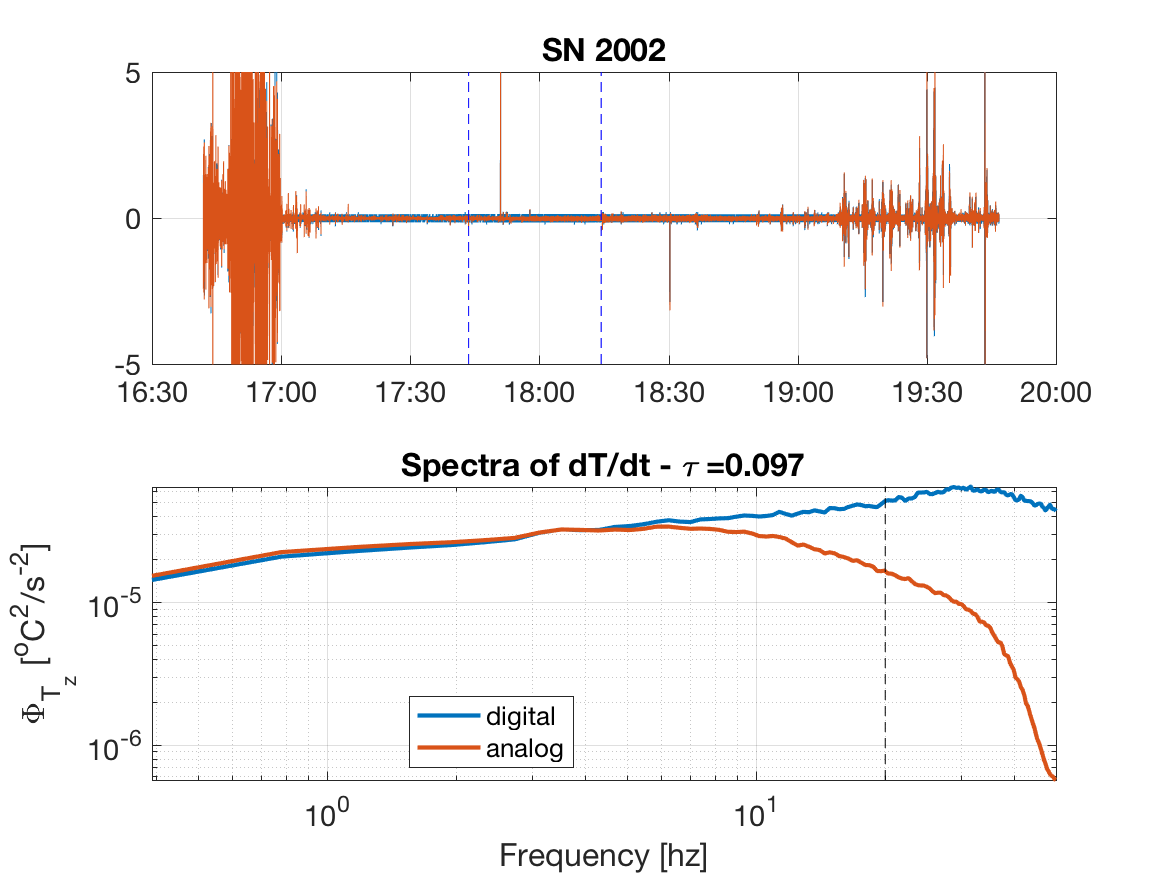 SN 2002
5
0
-5
16:30 17:00 17:30 18:00 18:30 19:00 19:30 20:00
Spectra of dT/dt - τ =0.097
Φ_{T_z} [°C²/s⁻²]
10⁻⁵
10⁻⁶
digital
analog
10⁰ 10¹
Frequency [hz]